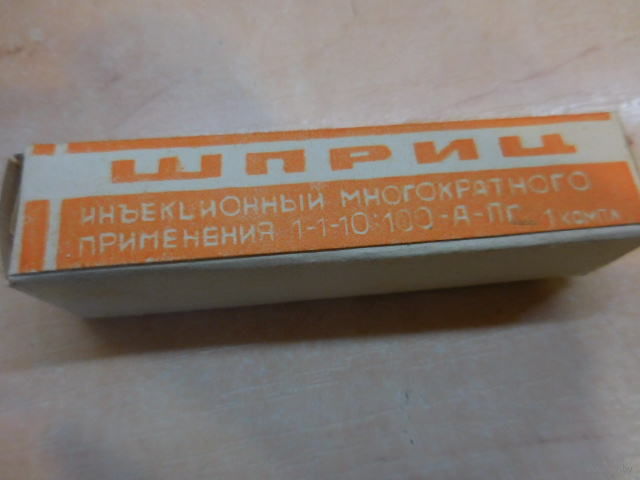 ШПРИЦ
ИНЪЕКЦИОННЫЙ МНОГОКРАТНОГО
ПРИМЕНЕНИЯ 1-1-10:100-А-Пг 1 КОМПЛ